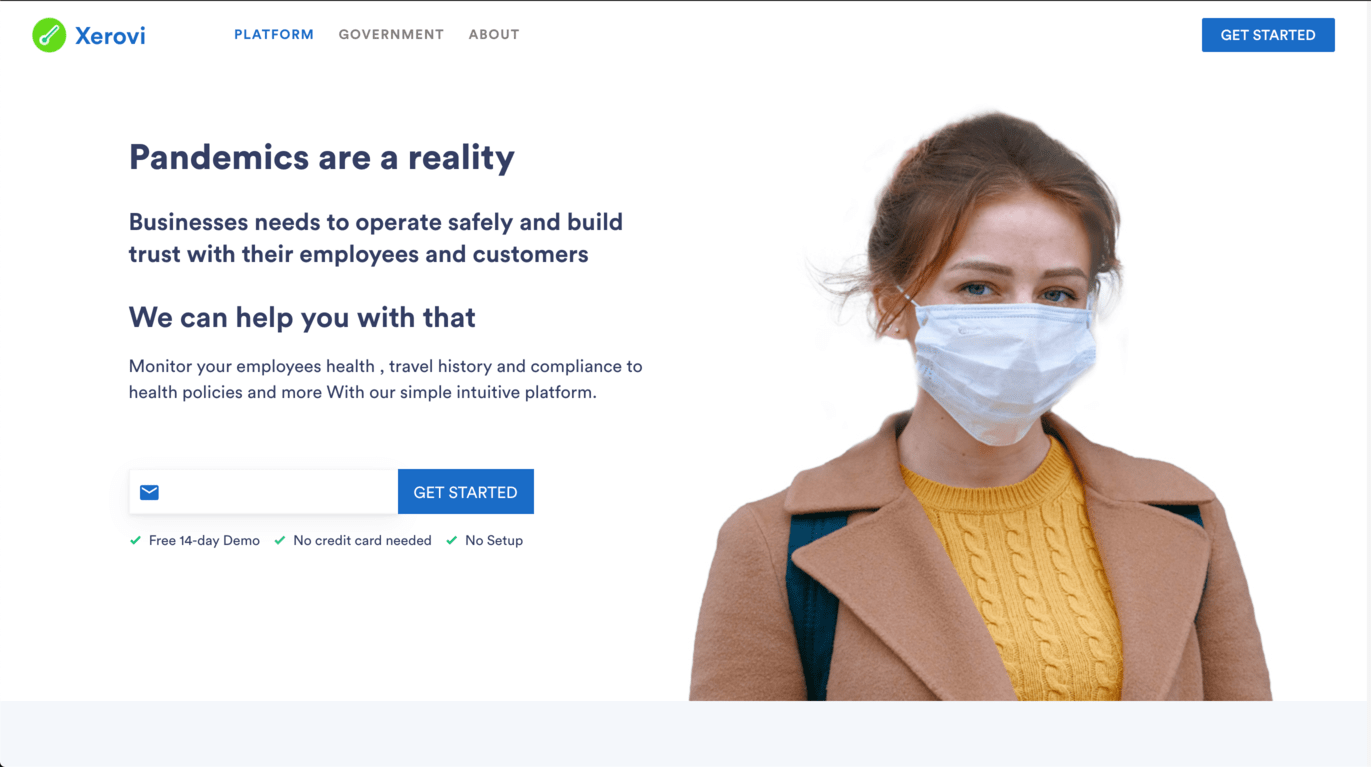 Xerovi
PLATFORM
GOVERNMENT
ABOUT
GET STARTED
Pandemics are a reality
Businesses needs to operate safely and build
trust with their employees and customers
We can help you with that
Monitor your employees health , travel history and compliance to
health policies and more With our simple intuitive platform.
GET STARTED
Free 14-day Demo
No credit card needed
No Setup